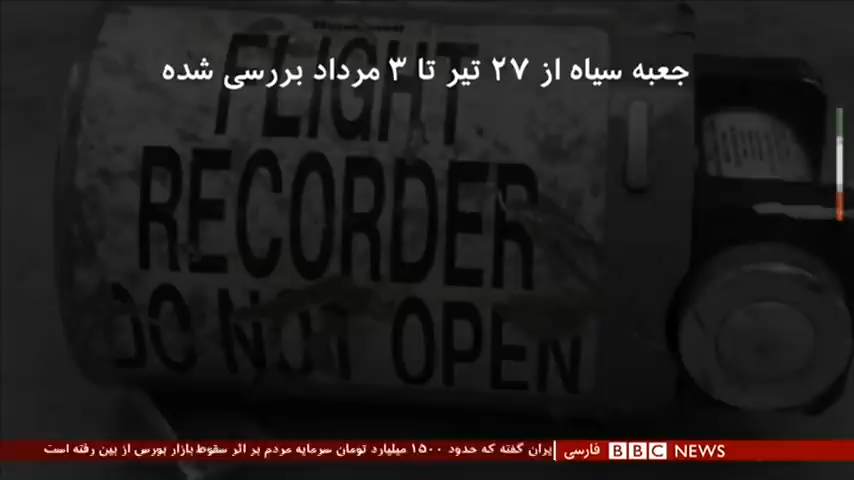 جعبه سیاه از ۲۷ تیر تا ۳ مرداد بررسی شده
FLIGHT
RECORDER
DO NOT OPEN
ایران گفته که حدود ۱۵۰۰ میلیارد تومان سرمایه مردم بر اثر سقوط بازار بورسی از بین رفته است
BBC NEWS فارسی